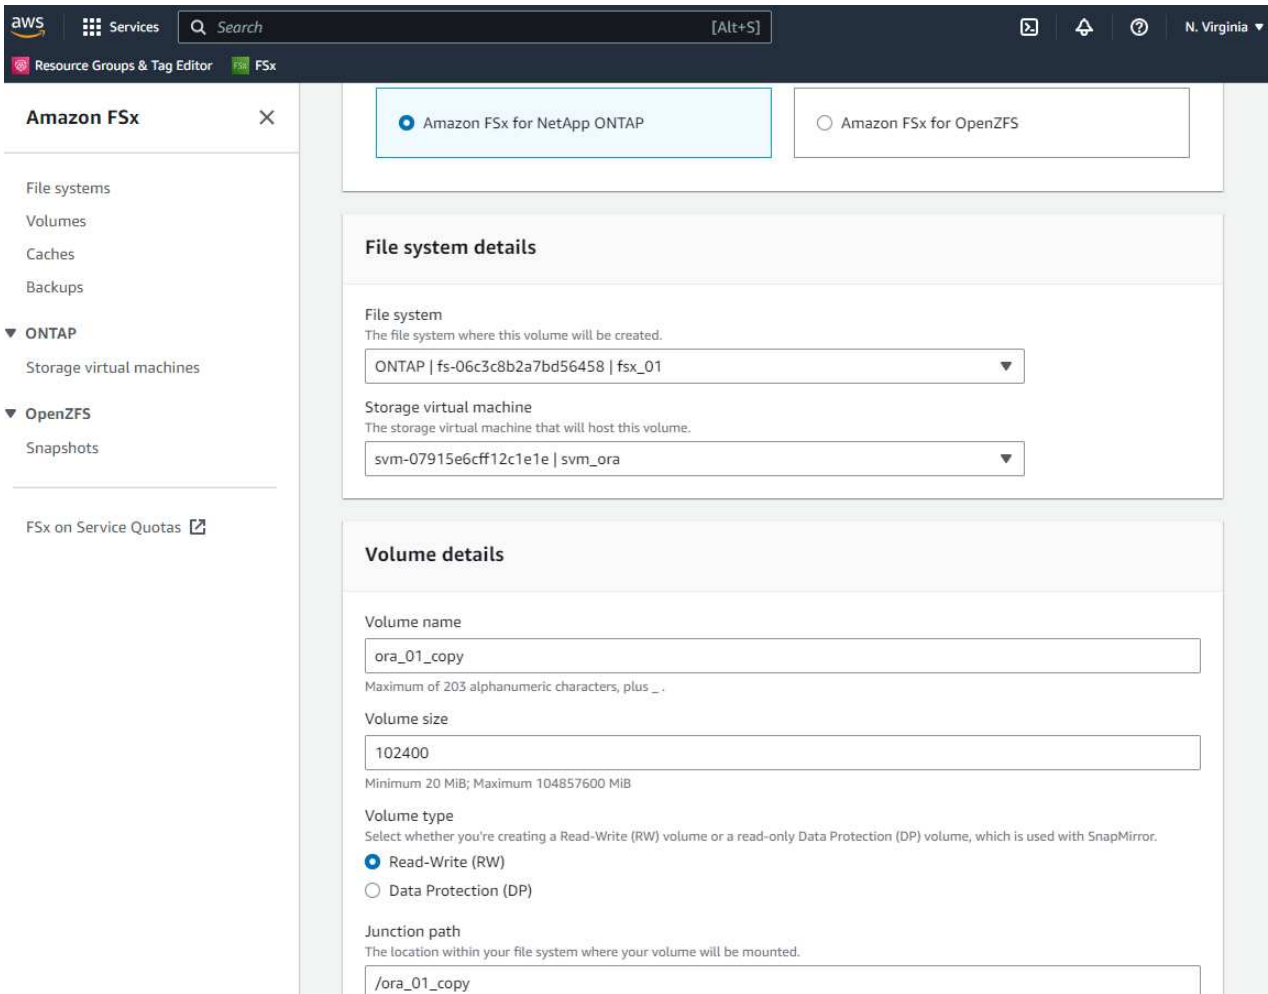 aws
Services
Search
[Alt+S]
N. Virginia
Resource Groups & Tag Editor
FSx
FSx
Amazon FSx
File systems
Volumes
Caches
Backups
ONTAP
Storage virtual machines
OpenZFS
Snapshots
FSx on Service Quotas
Amazon FSx for NetApp ONTAP
Amazon FSx for OpenZFS
File system details
File system
The file system where this volume will be created.
ONTAP | fs-06c3c8b2a7bd56458 | fsx_01
Storage virtual machine
The storage virtual machine that will host this volume.
svm-07915e6cff12c1e1e | svm_ora
Volume details
Volume name
ora_01_copy
Maximum of 203 alphanumeric characters, plus _ .
Volume size
102400
Minimum 20 MiB; Maximum 104857600 MiB
Volume type
Select whether you're creating a Read-Write (RW) volume or a read-only Data Protection (DP) volume, which is used with SnapMirror.
Read-Write (RW)
Data Protection (DP)
Junction path
The location within your file system where your volume will be mounted.
/ora_01_copy